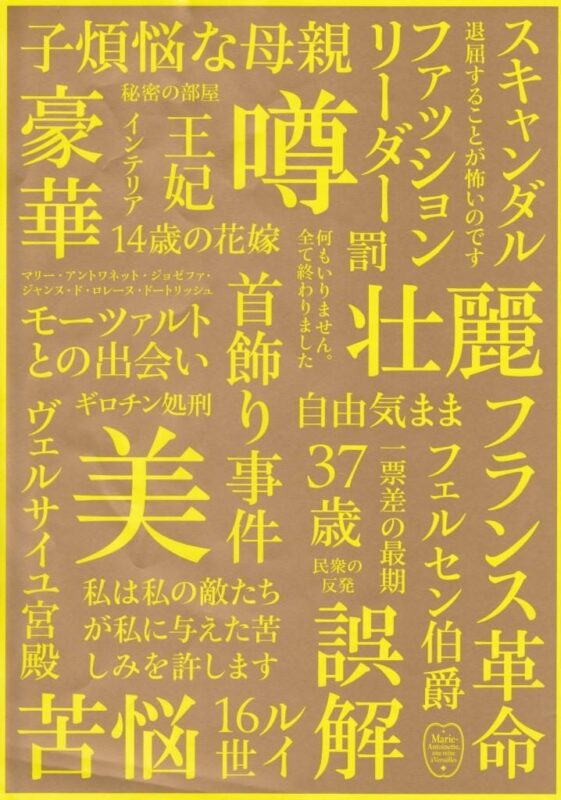 子煩悩な母親
スキャンダル
退屈することが怖いのです
ファッション
リーダー
豪華
秘密の部屋
インテリア
王妃
噂
14歳の花嫁
何もいりません。
全て終わりました
罰
マリー・アントワネット・ジョゼファ・
ジャンヌ・ド・ロレーヌ・ドートリッシュ
モーツァルト
との出会い
首飾り事件
壮麗
ギロチン処刑
自由気まま
フランス革命
ヴェルサイユ宮殿
美
37
歳
一票差の最期
フェルセン伯爵
民衆の
反発
私は私の敵たち
が私に与えた苦
しみを許します
誤解
苦悩
ルイ
16
世
Marie-
Antoinette,
une reine
à Versailles